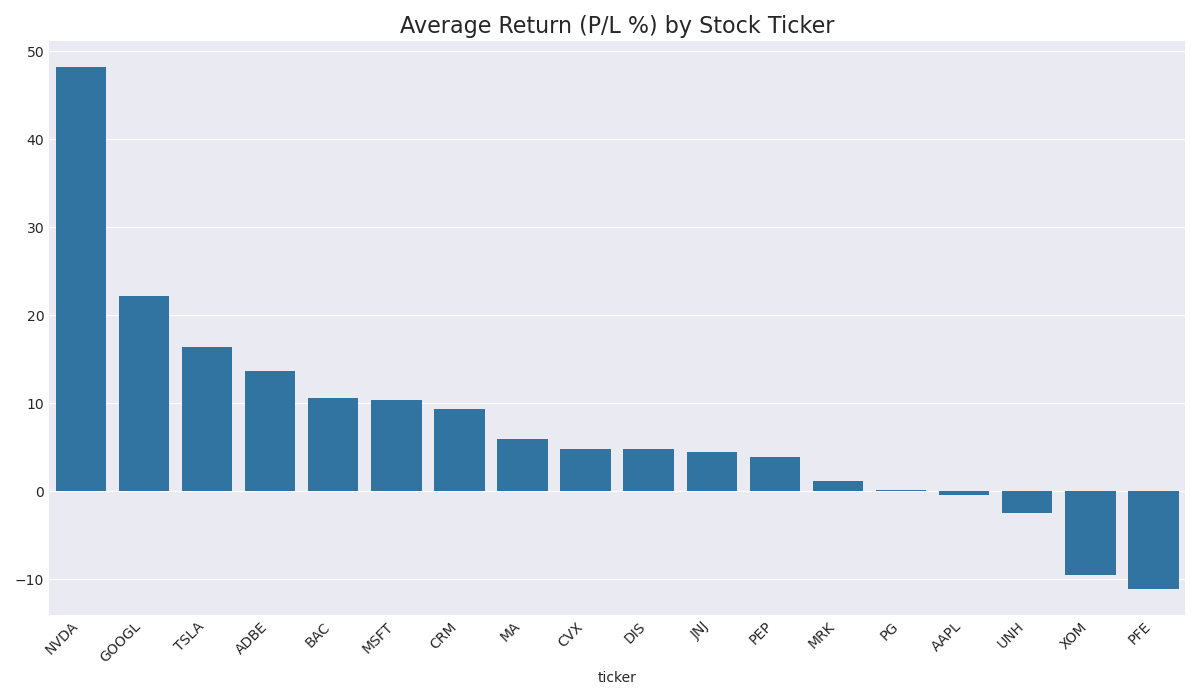 Average Return (P/L %) by Stock Ticker
50
40
30
20
10
0
−10
NVDA
GOOGL
TSLA
ADBE
BAC
MSFT
CRM
MA
CVX
DIS
JNJ
PEP
MRK
PG
AAPL
UNH
XOM
PFE
ticker